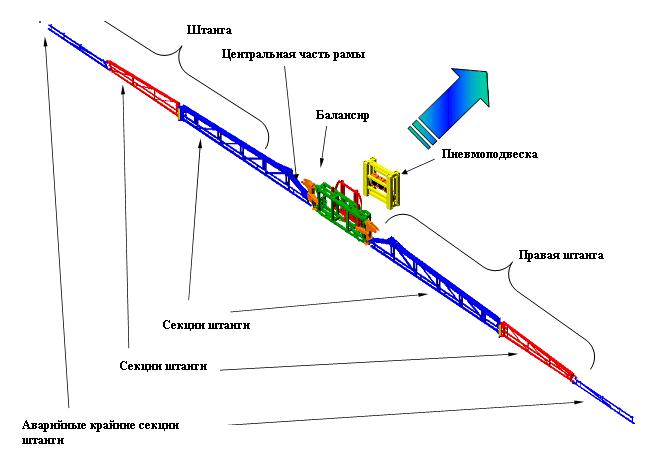 Штанга
Центральная часть рамы
Балансир
Пневмоподвеска
Правая штанга
Секции штанги
Секции штанги
Аварийные крайние секции
штанги